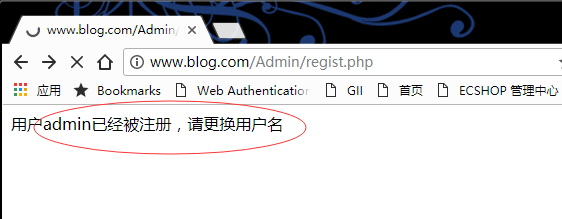 www.blog.com/Admin/
www.blog.com/Admin/regist.php
应用 Bookmarks Web Authentication GII 首页 ECSHOP 管理中心
用户admin已经被注册，请更换用户名